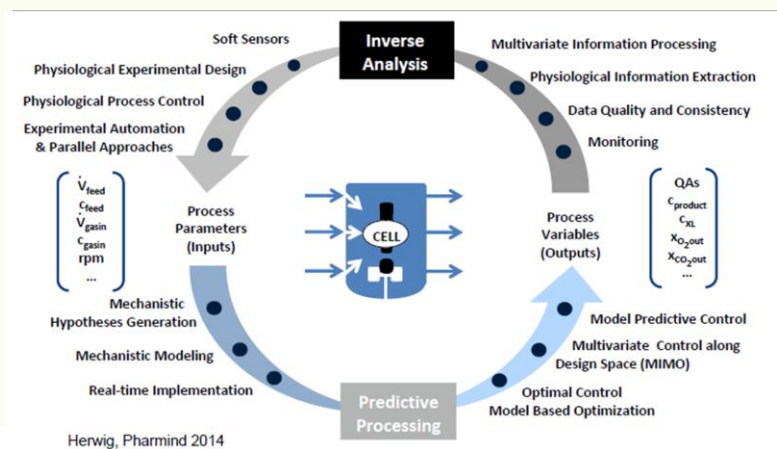 Inverse
Analysis
Soft Sensors
Physiological Experimental Design
Physiological Process Control
Experimental Automation
& Parallel Approaches
Multivariate Information Processing
Physiological Information Extraction
Data Quality and Consistency
Monitoring
V̇feed
cfeed
V̇gasin
cgasin
rpm
...
Process
Parameters
(Inputs)
CELL
Process
Variables
(Outputs)
QAs
cproduct
cXL
xO2out
xCO2out
...
Mechanistic
Hypotheses Generation
Mechanistic Modeling
Real-time Implementation
Model Predictive Control
Multivariate Control along
Design Space (MIMO)
Optimal Control
Model Based Optimization
Predictive
Processing
Herwig, Pharmind 2014